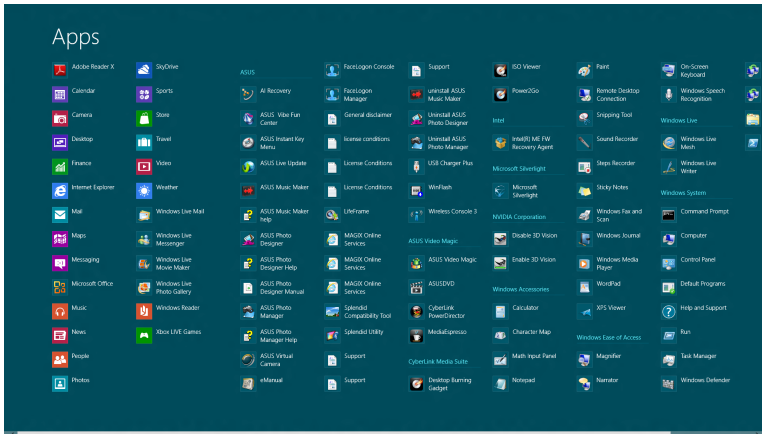 Apps
Adobe Reader X
Calendar
Camera
Desktop
Finance
Internet Explorer
Mail
Maps
Messaging
Microsoft Office
Music
News
People
Photos
SkyDrive
Sports
Store
Travel
Video
Weather
Windows Live Mail
Windows Live
Messenger
Windows Live
Movie Maker
Windows Live
Photo Gallery
Windows Reader
Xbox LIVE Games
ASUS
AI Recovery
ASUS Vibe Fun
Center
ASUS Instant Key
Menu
ASUS Live Update
ASUS Music Maker
ASUS Music Maker
help
ASUS Photo
Designer
ASUS Photo
Designer Help
ASUS Photo
Designer Manual
ASUS Photo
Manager
ASUS Photo
Manager Help
ASUS Virtual
Camera
eManual
FaceLogon Console
FaceLogon
Manager
General disclaimer
license conditions
License Conditions
License Conditions
LifeFrame
MAGIX Online
Services
MAGIX Online
Services
MAGIX Online
Services
Splendid
Compatibility Tool
Splendid Utility
Support
Support
Support
uninstall ASUS
Music Maker
Uninstall ASUS
Photo Designer
Uninstall ASUS
Photo Manager
USB Charger Plus
WinFlash
Wireless Console 3
ASUS Video Magic
ASUS Video Magic
ASUSDVD
CyberLink
PowerDirector
MediaEspresso
CyberLink Media Suite
Desktop Burning
Gadget
ISO Viewer
Power2Go
Intel
Intel(R) ME FW
Recovery Agent
Microsoft Silverlight
Microsoft
Silverlight
NVIDIA Corporation
Disable 3D Vision
Enable 3D Vision
Windows Accessories
Calculator
Character Map
Math Input Panel
Notepad
Paint
Remote Desktop
Connection
Snipping Tool
Sound Recorder
Steps Recorder
Sticky Notes
Windows Fax and
Scan
Windows Journal
Windows Media
Player
WordPad
XPS Viewer
Windows Ease of Access
Magnifier
Narrator
On-Screen
Keyboard
Windows Speech
Recognition
Windows Live
Windows Live
Mesh
Windows Live
Writer
Windows System
Command Prompt
Computer
Control Panel
Default Programs
Help and Support
Run
Task Manager
Windows Defender